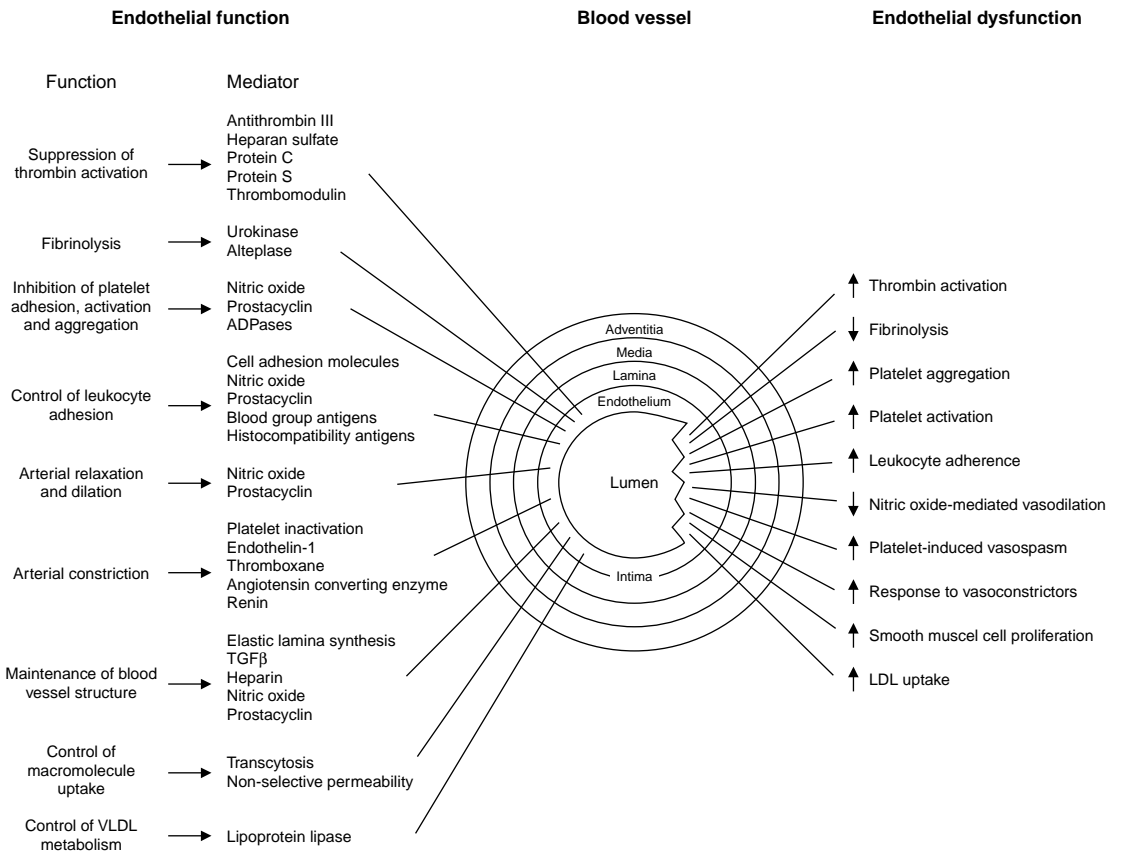 Endothelial function
Blood vessel
Endothelial dysfunction
Function
Mediator
Suppression of
thrombin activation
Antithrombin III
Heparan sulfate
Protein C
Protein S
Thrombomodulin
Fibrinolysis
Urokinase
Alteplase
Inhibition of platelet
adhesion, activation
and aggregation
Nitric oxide
Prostacyclin
ADPases
Control of leukocyte
adhesion
Cell adhesion molecules
Nitric oxide
Prostacyclin
Blood group antigens
Histocompatibility antigens
Arterial relaxation
and dilation
Nitric oxide
Prostacyclin
Arterial constriction
Platelet inactivation
Endothelin-1
Thromboxane
Angiotensin converting enzyme
Renin
Maintenance of blood
vessel structure
Elastic lamina synthesis
TGFβ
Heparin
Nitric oxide
Prostacyclin
Control of
macromolecule
uptake
Transcytosis
Non-selective permeability
Control of VLDL
metabolism
Lipoprotein lipase
Adventitia
Media
Lamina
Endothelium
Lumen
Intima
Thrombin activation
Fibrinolysis
Platelet aggregation
Platelet activation
Leukocyte adherence
Nitric oxide-mediated vasodilation
Platelet-induced vasospasm
Response to vasoconstrictors
Smooth muscel cell proliferation
LDL uptake